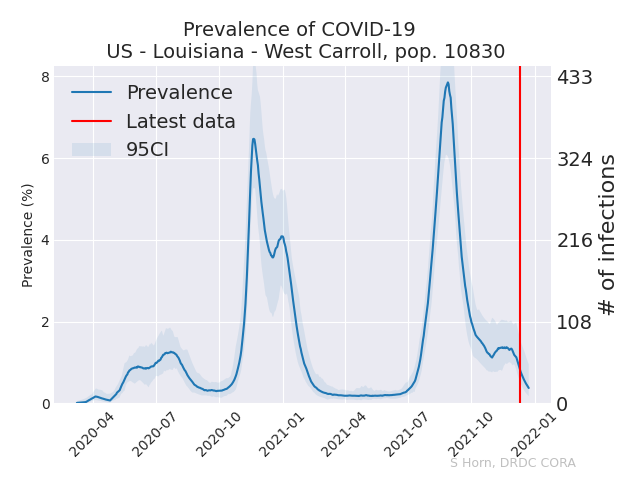 Prevalence of COVID-19
US - Louisiana - West Carroll, pop. 10830
Prevalence
Latest data
95CI
Prevalence (%)
8
6
4
2
0
433
324
216
108
0
# of infections
2020-04
2020-07
2020-10
2021-01
2021-04
2021-07
2021-10
2022-01
S Horn, DRDC CORA